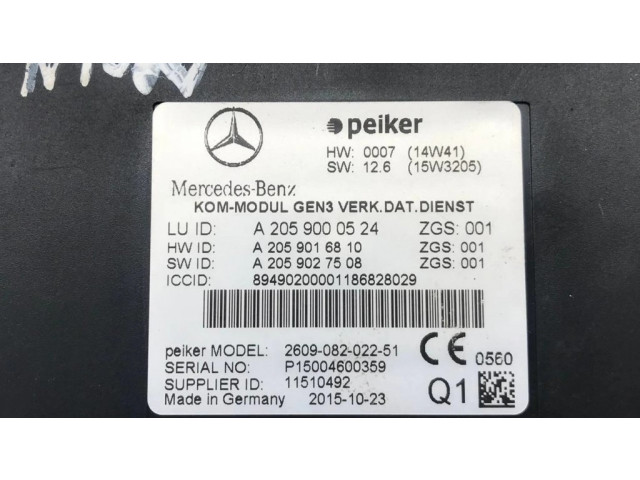 peiker
HW: 0007 (14W41)
SW: 12.6 (15W3205)
Mercedes-Benz
KOM-MODUL GEN3 VERK.DAT.DIENST
LU ID: A 205 900 05 24 ZGS: 001
HW ID: A 205 901 68 10 ZGS: 001
SW ID: A 205 902 75 08 ZGS: 001
ICCID: 89490200001186828029
peiker MODEL: 2609-082-022-51
SERIAL NO: P15004600359
SUPPLIER ID: 11510492
Made in Germany 2015-10-23
CE 0560
Q1